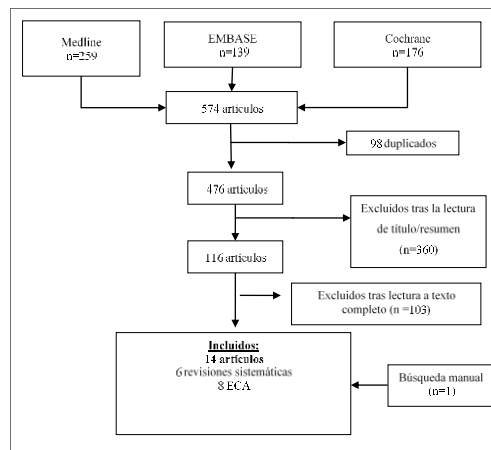 Medline
n=259
EMBASE
n=139
Cochrane
n=176
574 artículos
98 duplicados
476 artículos
Excluidos tras la lectura
de título/resumen
(n=360)
116 artículos
Excluidos tras lectura a texto
completo (n =103)
Incluidos:
14 artículos
6 revisiones sistemáticas
8 ECA
Búsqueda manual
(n=1)